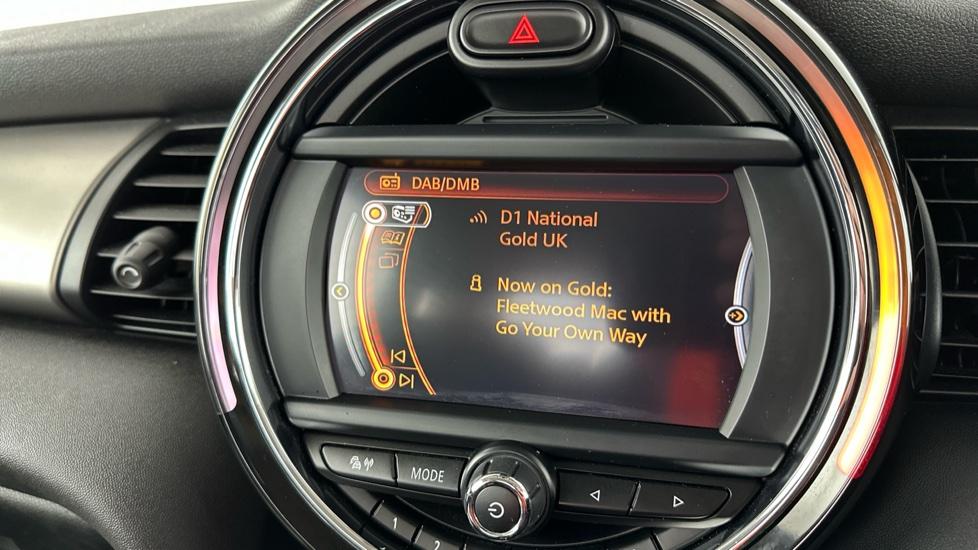 DAB/DMB
D1 National
Gold UK
Now on Gold:
Fleetwood Mac with
Go Your Own Way
MODE
1
2